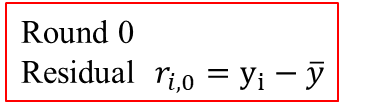 Round 0
Residual r_{i,0} = y_i − ȳ